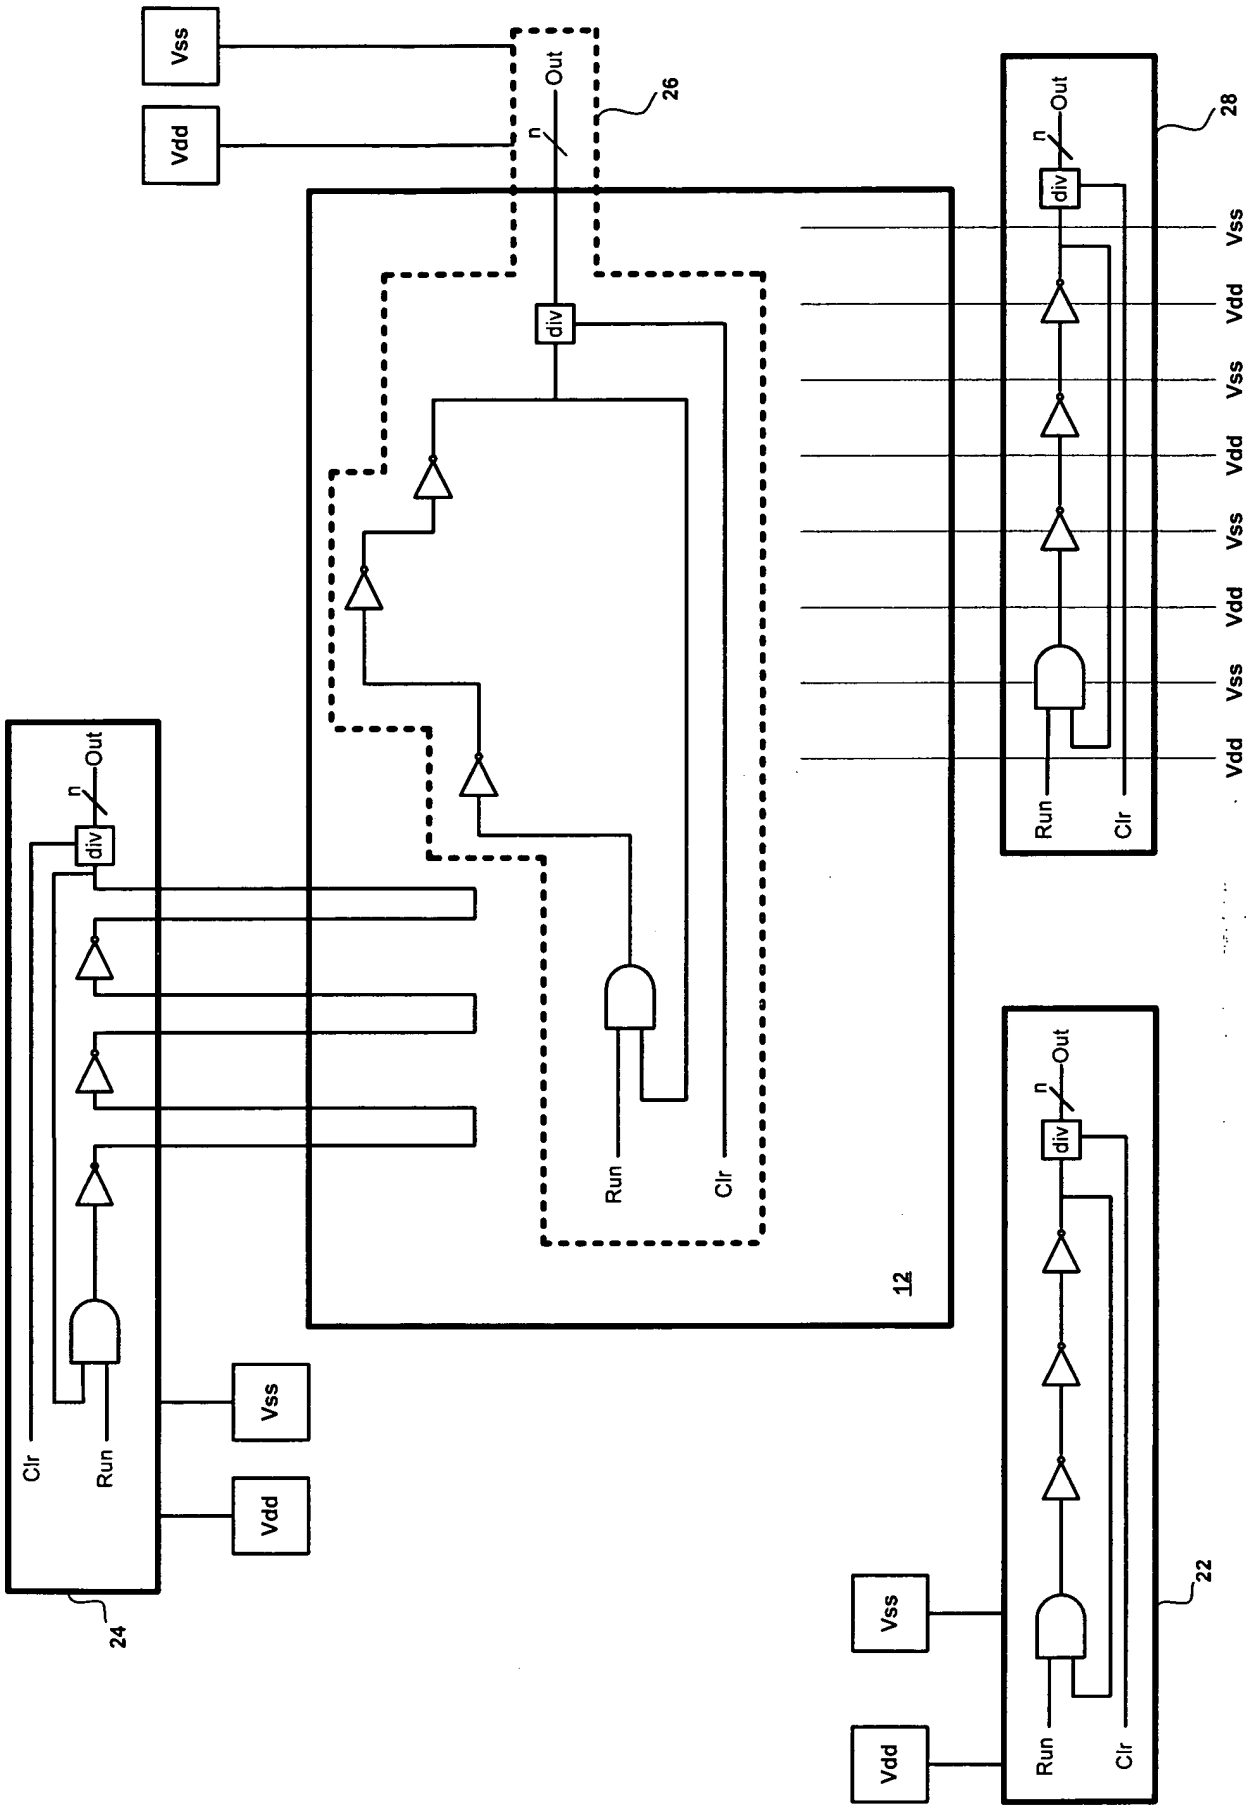 Clr
Run
div
n
Out
24
Vdd
Vss
Vdd
Vss
Run
Clr
div
n
Out
26
12
Vdd
Vss
Run
Clr
div
n
Out
22
Run
Clr
div
n
Out
28
Vdd
Vss
Vdd
Vss
Vdd
Vss
Vdd
Vss